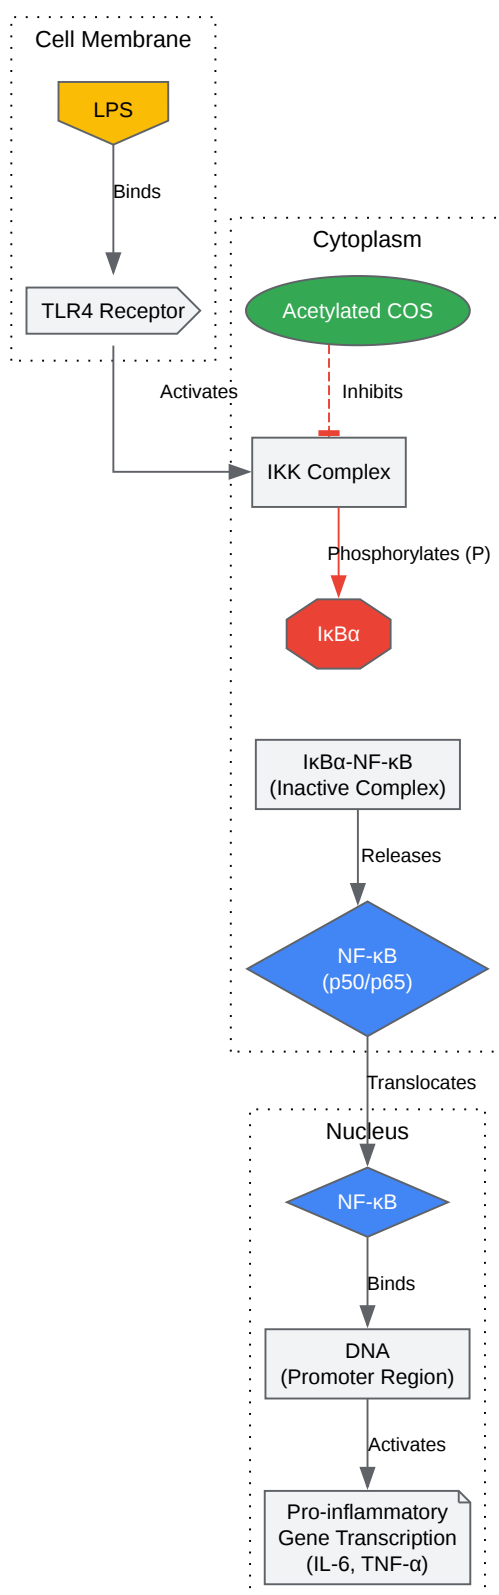 Cell Membrane
LPS
Binds
TLR4 Receptor
Activates
Cytoplasm
Acetylated COS
Inhibits
IKK Complex
Phosphorylates (P)
IκBα
IκBα-NF-κB
(Inactive Complex)
Releases
NF-κB
(p50/p65)
Translocates
Nucleus
NF-κB
Binds
DNA
(Promoter Region)
Activates
Pro-inflammatory
Gene Transcription
(IL-6, TNF-α)